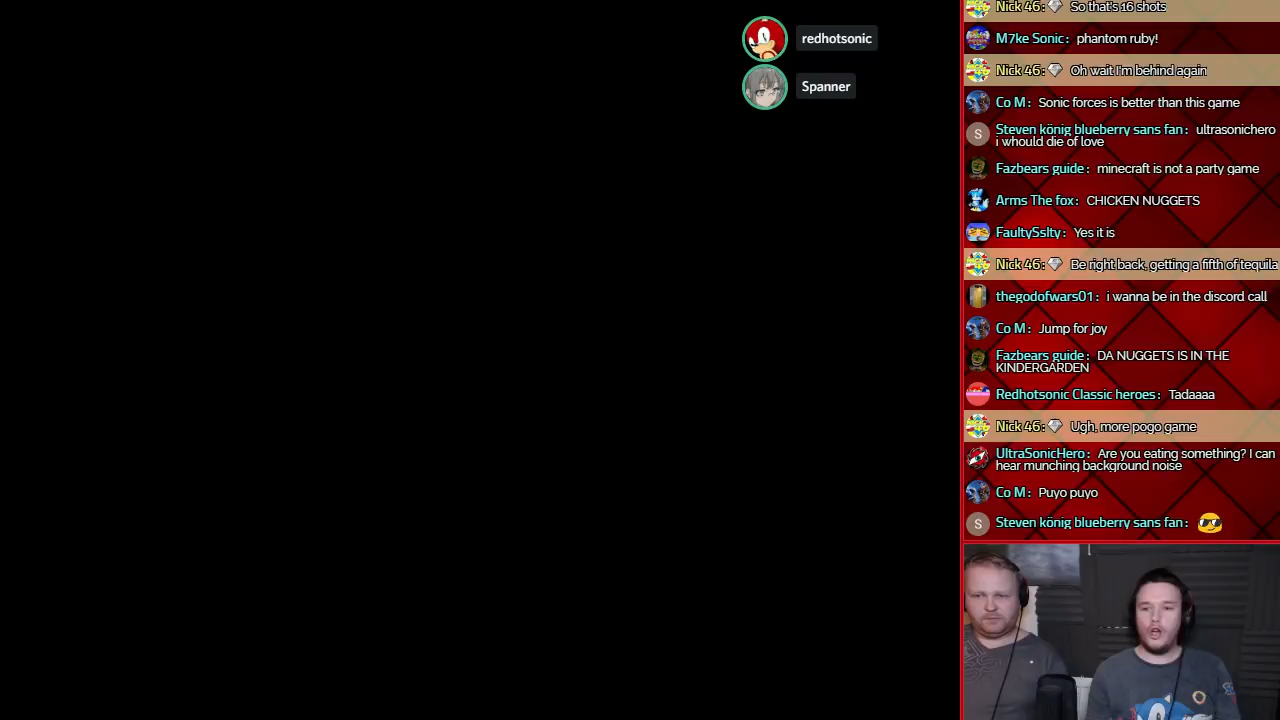 redhotsonic
Spanner
Nick 46: So that's 16 shots
M7ke Sonic: phantom ruby!
Nick 46: Oh wait I'm behind again
Co M: Sonic forces is better than this game
Steven könig blueberry sans fan: ultrasonichero
i whould die of love
Fazbears guide: minecraft is not a party game
Arms The fox: CHICKEN NUGGETS
FaultySslty: Yes it is
Nick 46: Be right back, getting a fifth of tequila
thegodofwars01: i wanna be in the discord call
Co M: Jump for joy
Fazbears guide: DA NUGGETS IS IN THE
KINDERGARDEN
Redhotsonic Classic heroes: Tadaaaa
Nick 46: Ugh, more pogo game
UltraSonicHero: Are you eating something? I can
hear munching background noise
Co M: Puyo puyo
S Steven könig blueberry sans fan: